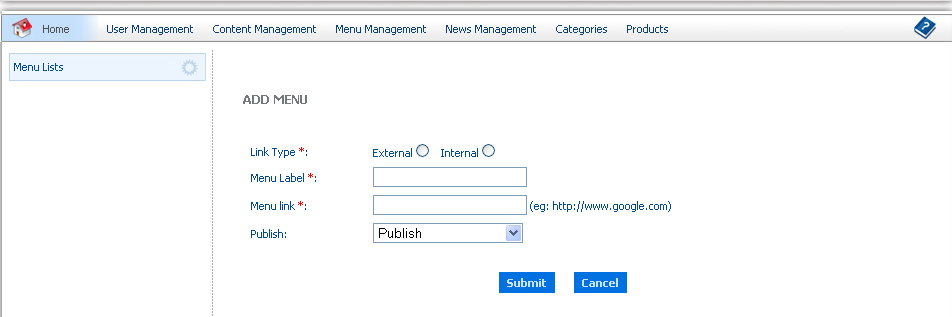 Home User Management Content Management Menu Management News Management Categories Products
Menu Lists
ADD MENU
Link Type *: External Internal
Menu Label *:
Menu link *: (eg: http://www.google.com)
Publish: Publish
Submit Cancel